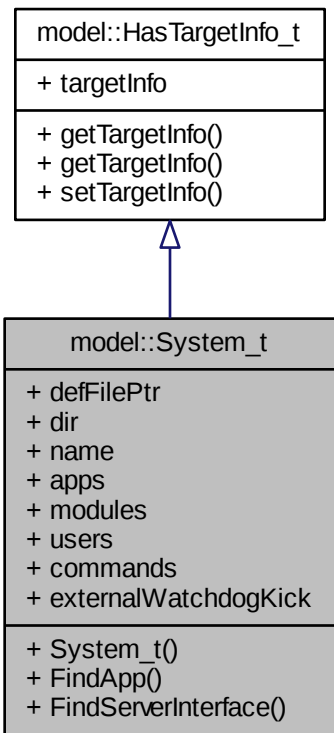 model::HasTargetInfo_t
+ targetInfo
+ getTargetInfo()
+ getTargetInfo()
+ setTargetInfo()
model::System_t
+ defFilePtr
+ dir
+ name
+ apps
+ modules
+ users
+ commands
+ externalWatchdogKick
+ System_t()
+ FindApp()
+ FindServerInterface()